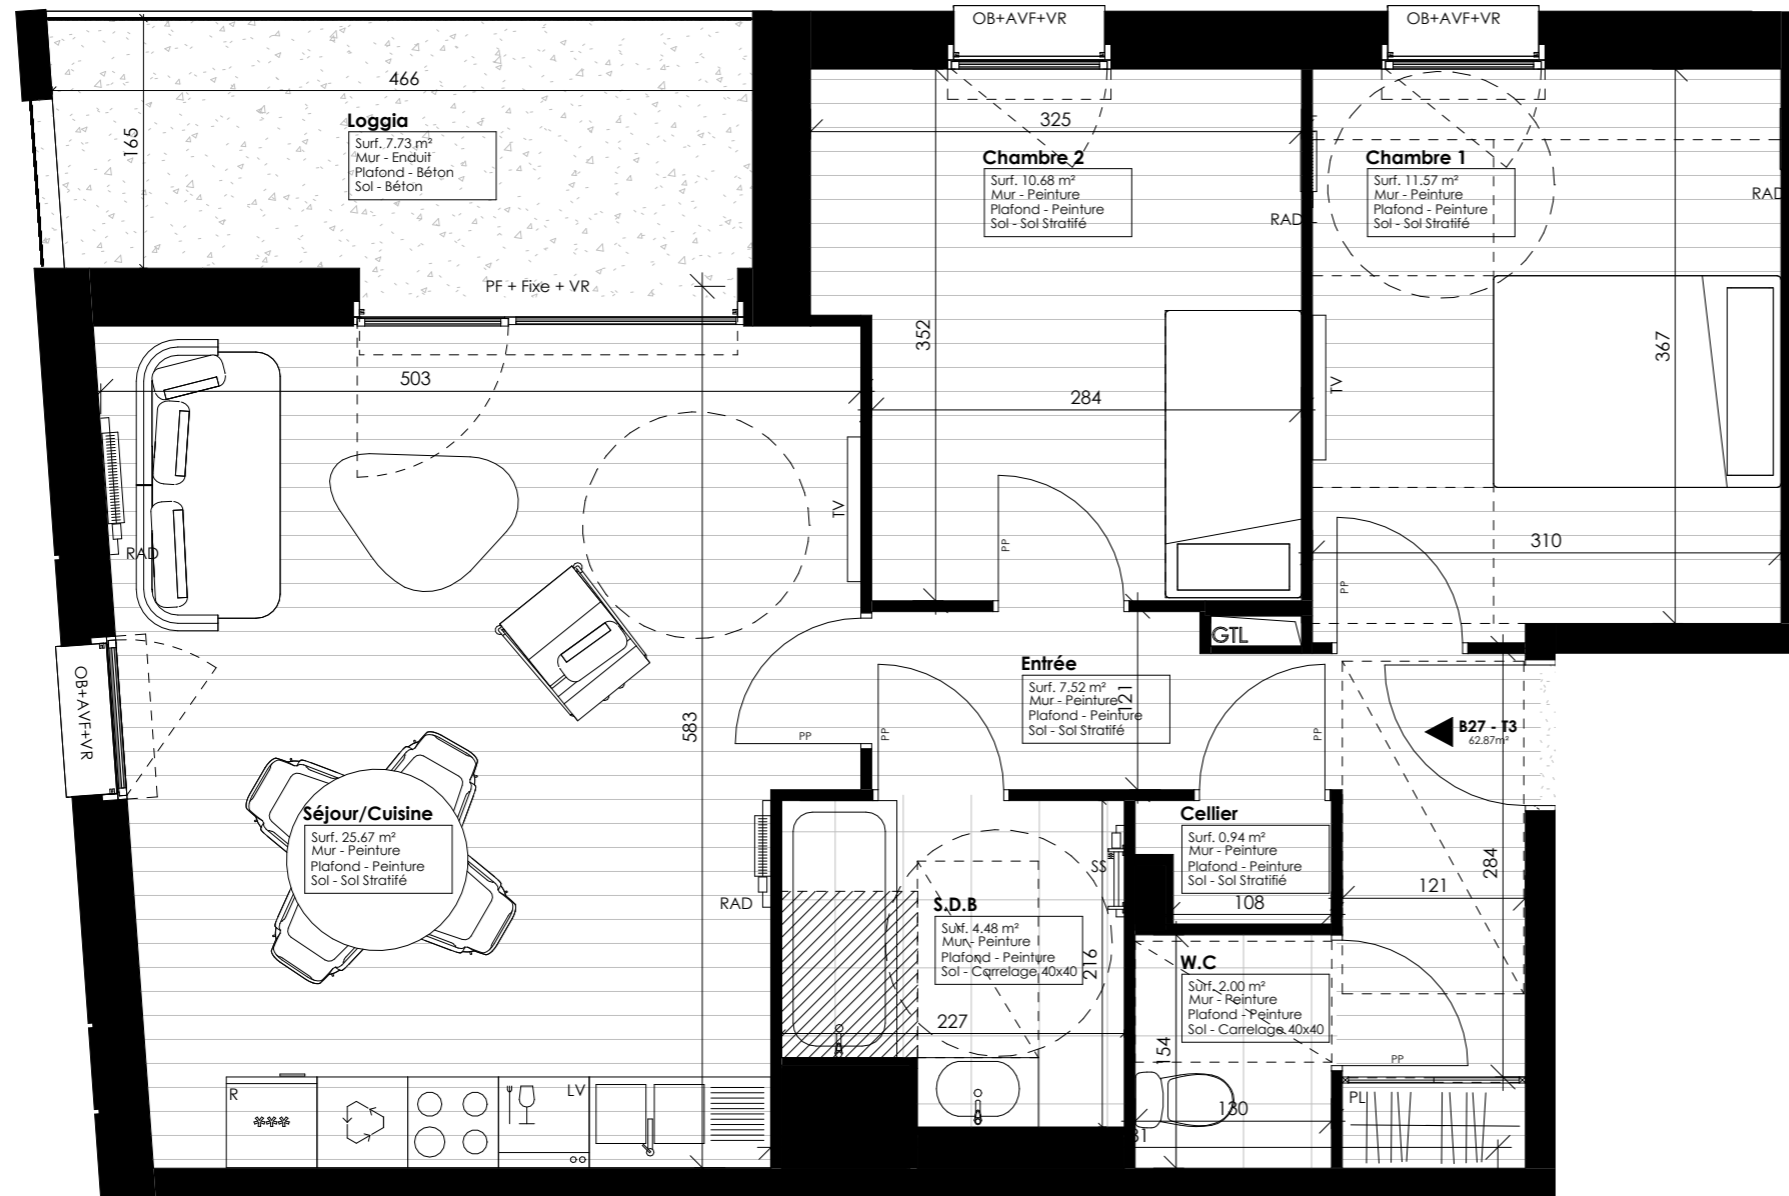 OB+AVF+VR
OB+AVF+VR
466
165
Loggia
Surf. 7.73 m²
Mur - Enduit
Plafond - Béton
Sol - Béton
325
Chambre 2
Surf. 10.68 m²
Mur - Peinture
Plafond - Peinture
Sol - Sol Stratifé
RAD
Chambre 1
Surf. 11.57 m²
Mur - Peinture
Plafond - Peinture
Sol - Sol Stratifé
RAD
PF + Fixe + VR
352
367
503
284
TV
TV
RAD
PP
310
PP
GTL
OB+AVF+VR
583
PP
PP
Entrée
Surf. 7.52 m²
Mur - Peinture
Plafond - Peinture
Sol - Sol Stratifé
121
PP
B27 - T3
62.87m²
Séjour/Cuisine
Surf. 25.67 m²
Mur - Peinture
Plafond - Peinture
Sol - Sol Stratifé
RAD
SS
Cellier
Surf. 0.94 m²
Mur - Peinture
Plafond - Peinture
Sol - Sol Stratifié
108
121
284
S.D.B
Surf. 4.48 m²
Mur - Peinture
Plafond - Peinture
Sol - Carrelage 40x40
216
227
W.C
Surf. 2.00 m²
Mur - Peinture
Plafond - Peinture
Sol - Carrelage 40x40
154
PP
130
PL
R
LV